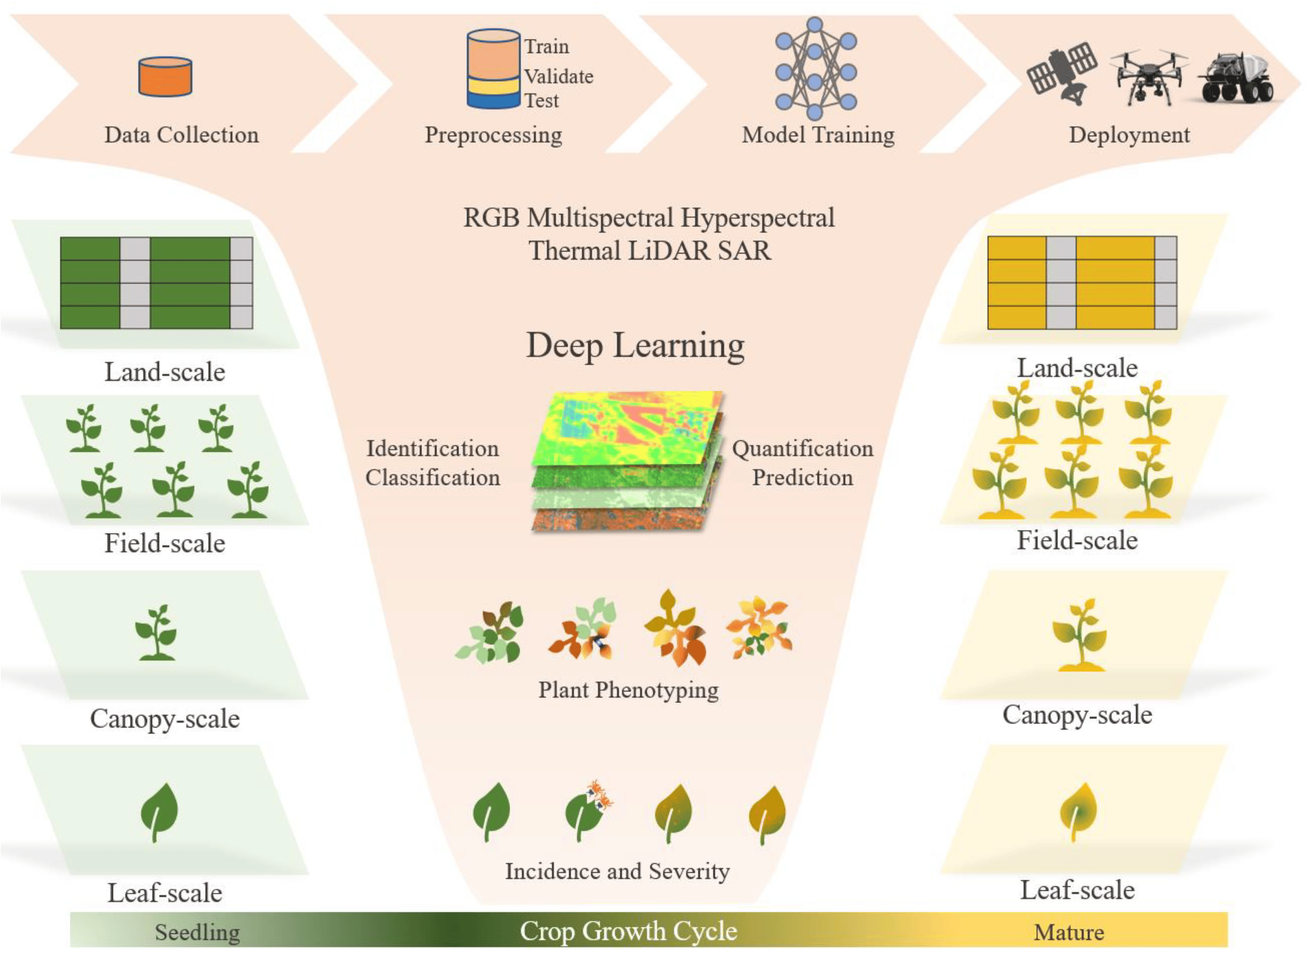 Train
Validate
Test
Data Collection
Preprocessing
Model Training
Deployment
RGB Multispectral Hyperspectral
Thermal LiDAR SAR
Deep Learning
Identification
Classification
Quantification
Prediction
Plant Phenotyping
Incidence and Severity
Land-scale
Field-scale
Canopy-scale
Leaf-scale
Land-scale
Field-scale
Canopy-scale
Leaf-scale
Seedling
Crop Growth Cycle
Mature